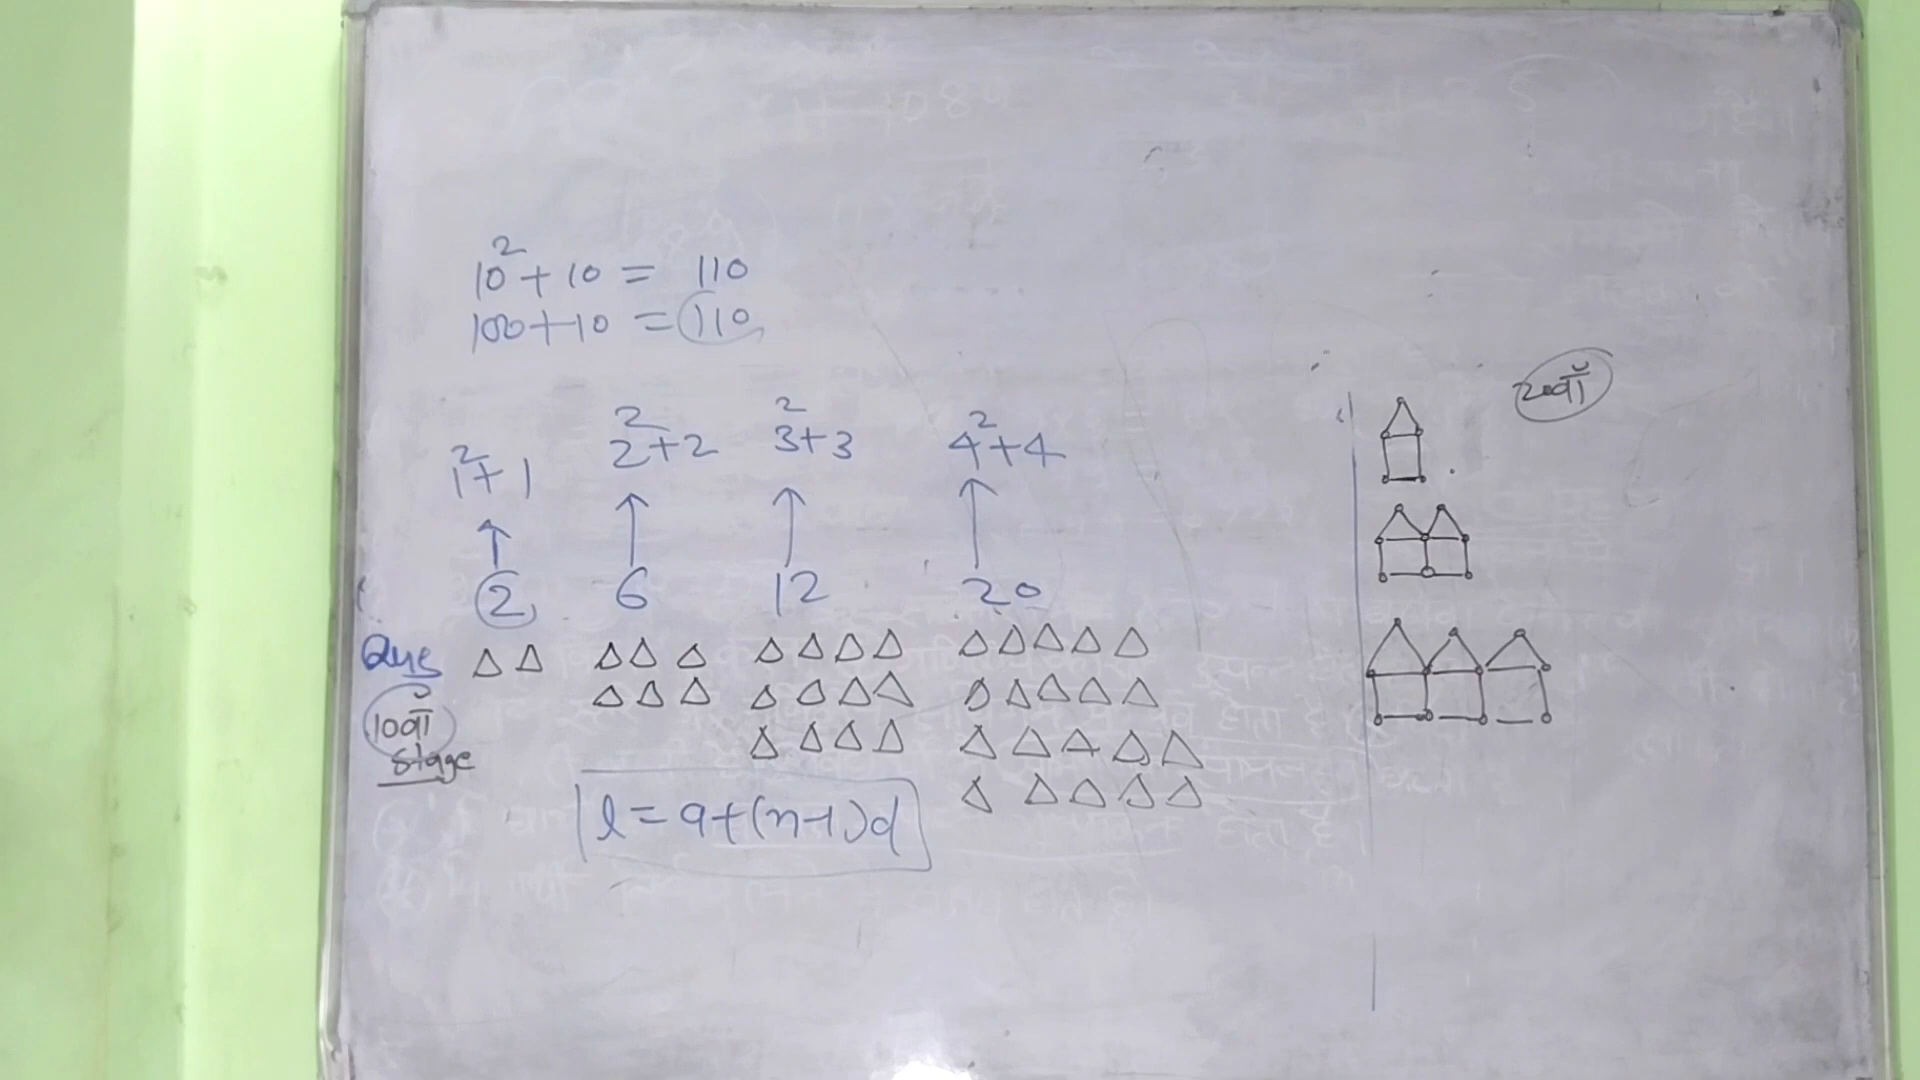 10² + 10 = 110
100 + 10 = 110
1² + 1 2² + 2 3² + 3 4² + 4
2 6 12 20
Ques
10वाँ
stage
l = a + (n-1)d
20वाँ